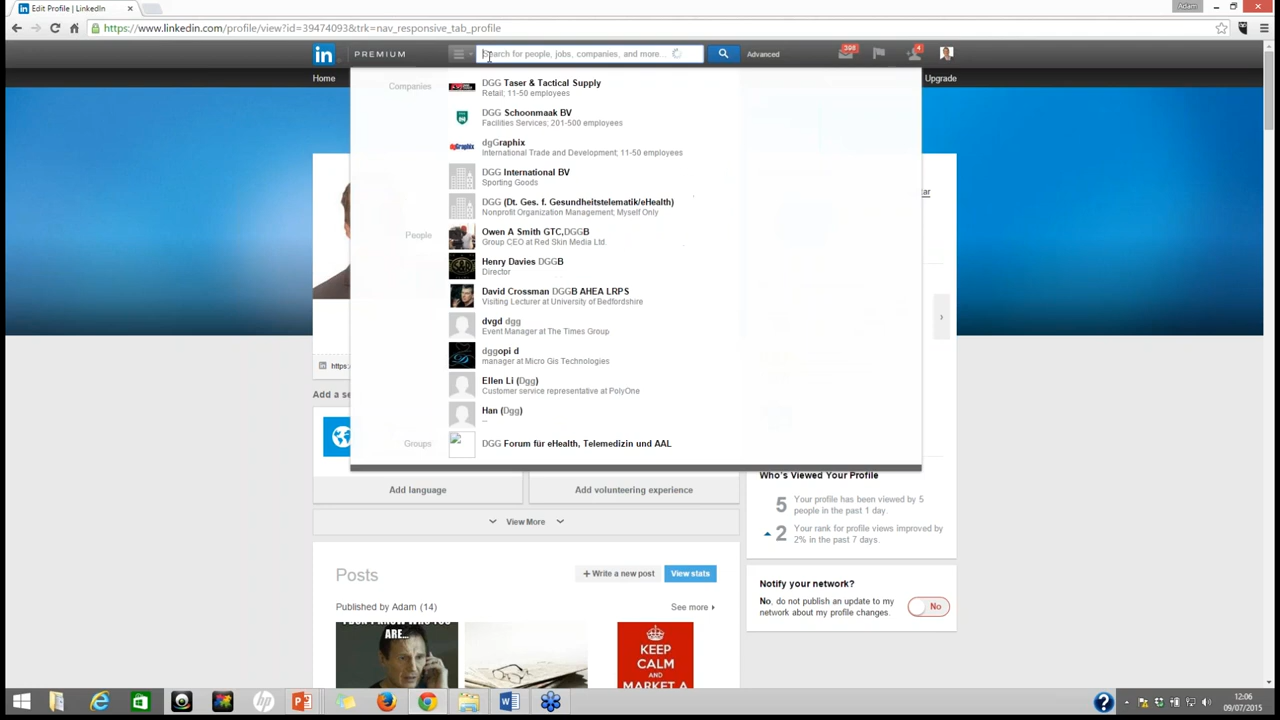 Edit Profile | LinkedIn
Adam
https://www.linkedin.com/profile/view?id=39474093&trk=nav_responsive_tab_profile
in
PREMIUM
Search for people, jobs, companies, and more...
Advanced
398
4
Home
Upgrade
Companies
DGG Taser & Tactical Supply
Retail; 11-50 employees
DGG Schoonmaak BV
Facilities Services; 201-500 employees
dgGraphix
dgGraphix
International Trade and Development; 11-50 employees
DGG International BV
Sporting Goods
DGG (Dt. Ges. f. Gesundheitstelematik/eHealth)
Nonprofit Organization Management; Myself Only
People
Owen A Smith GTC,DGGB
Group CEO at Red Skin Media Ltd.
Henry Davies DGGB
Director
David Crossman DGGB AHEA LRPS
Visiting Lecturer at University of Bedfordshire
dvgd dgg
Event Manager at The Times Group
dggopi d
manager at Micro Gis Technologies
Ellen Li (Dgg)
Customer service representative at PolyOne
Han (Dgg)
--
Groups
DGG Forum für eHealth, Telemedizin und AAL
https:
Add a se
Add language
Add volunteering experience
View More
Who's Viewed Your Profile
5 Your profile has been viewed by 5
people in the past 1 day.
2 Your rank for profile views improved by
2% in the past 7 days.
Posts
+ Write a new post
View stats
Published by Adam (14)
See more
Notify your network?
No, do not publish an update to my
network about my profile changes.
No
ARE...
KEEP
CALM
AND
MARKET A
12:06
09/07/2015